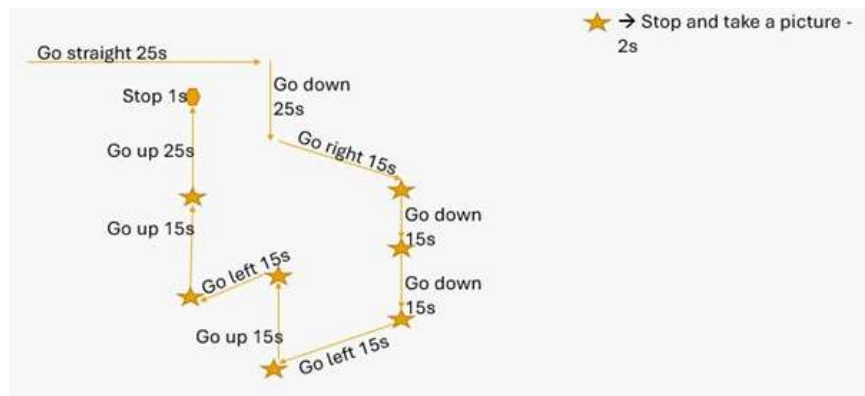 → Stop and take a picture -
2s
Go straight 25s
Go down
25s
Stop 1s
Go right 15s
Go up 25s
Go down
15s
Go up 15s
Go left 15s
Go down
15s
Go up 15s
Go left 15s